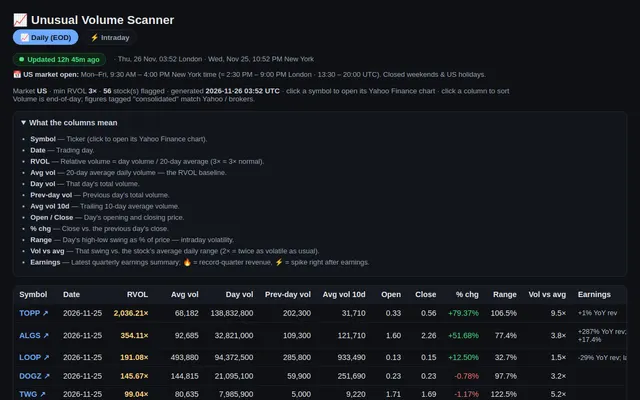 📈 Unusual Volume Scanner
📈 Daily (EOD) ⚡ Intraday
Updated 12h 45m ago · Thu, 26 Nov, 03:52 London · Wed, Nov 25, 10:52 PM New York
📅 US market open: Mon–Fri, 9:30 AM – 4:00 PM New York time (= 2:30 PM – 9:00 PM London · 13:30 – 20:00 UTC). Closed weekends & US holidays.
Market US · min RVOL 3× · 56 stock(s) flagged · generated 2026-11-26 03:52 UTC · click a symbol to open its Yahoo Finance chart · click a column to sort
Volume is end-of-day; figures tagged "consolidated" match Yahoo / brokers.
▼ What the columns mean
• Symbol — Ticker (click to open its Yahoo Finance chart).
• Date — Trading day.
• RVOL — Relative volume = day volume / 20-day average (3× = 3× normal).
• Avg vol — 20-day average daily volume — the RVOL baseline.
• Day vol — That day's total volume.
• Prev-day vol — Previous day's total volume.
• Avg vol 10d — Trailing 10-day average volume.
• Open / Close — Day's opening and closing price.
• % chg — Close vs. the previous day's close.
• Range — Day's high-low swing as % of price — intraday volatility.
• Vol vs avg — That swing vs. the stock's average daily range (2× = twice as volatile as usual).
• Earnings — Latest quarterly earnings summary; 🔥 = record-quarter revenue, ⚡ = spike right after earnings.
Symbol Date RVOL Avg vol Day vol Prev-day vol Avg vol 10d Open Close % chg Range Vol vs avg Earnings
TOPP ↗ 2026-11-25 2,036.21× 68,182 138,832,800 202,300 31,710 0.33 0.56 +79.37% 106.5% 9.5× +1% YoY rev
ALGS ↗ 2026-11-25 354.11× 92,685 32,821,000 309,300 121,710 1.60 2.26 +51.68% 77.4% 3.8× +287% YoY rev;
+17.4%
LOOP ↗ 2026-11-25 191.08× 493,880 94,372,500 285,800 933,490 0.13 0.15 +12.50% 32.7% 1.5× -29% YoY rev;
DOGZ ↗ 2026-11-25 145.67× 144,815 21,095,100 59,900 251,690 0.23 0.23 -0.78% 97.7% 3.2×
TWG ↗ 2026-11-25 99.04× 80,635 7,985,900 5,000 9,220 1.71 1.69 -1.17% 122.5% 5.2×